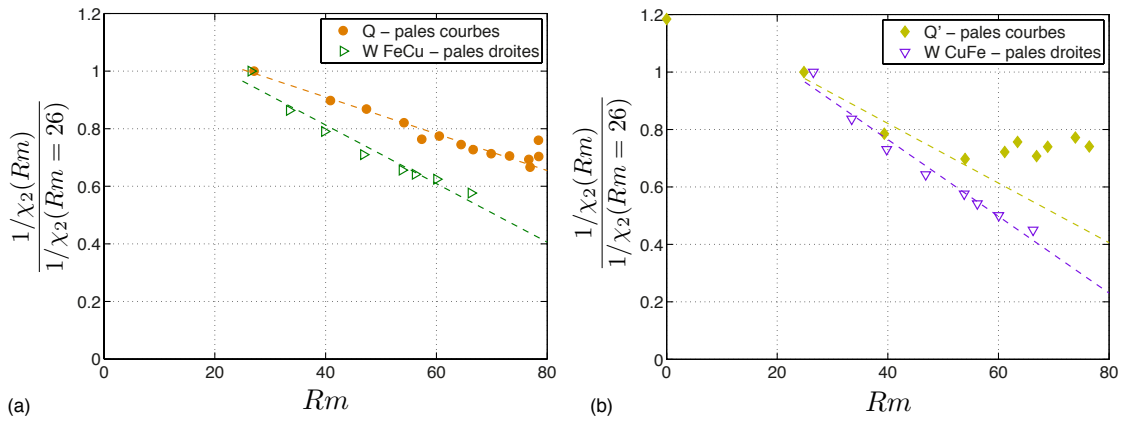 1.2
1
0.8
0.6
0.4
0.2
0
0 20 40 60 80
Q – pales courbes
W FeCu – pales droites
1/χ₂(Rm)
1/χ₂(Rm = 26)
Rm
(a)
1.2
1
0.8
0.6
0.4
0.2
0
0 20 40 60 80
Q' – pales courbes
W CuFe – pales droites
1/χ₂(Rm)
1/χ₂(Rm = 26)
Rm
(b)